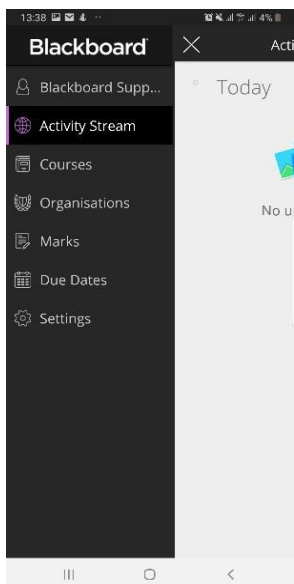 13:38
4%
Blackboard
Acti
Blackboard Supp...
Today
Activity Stream
Courses
Organisations
No u
Marks
Due Dates
Settings